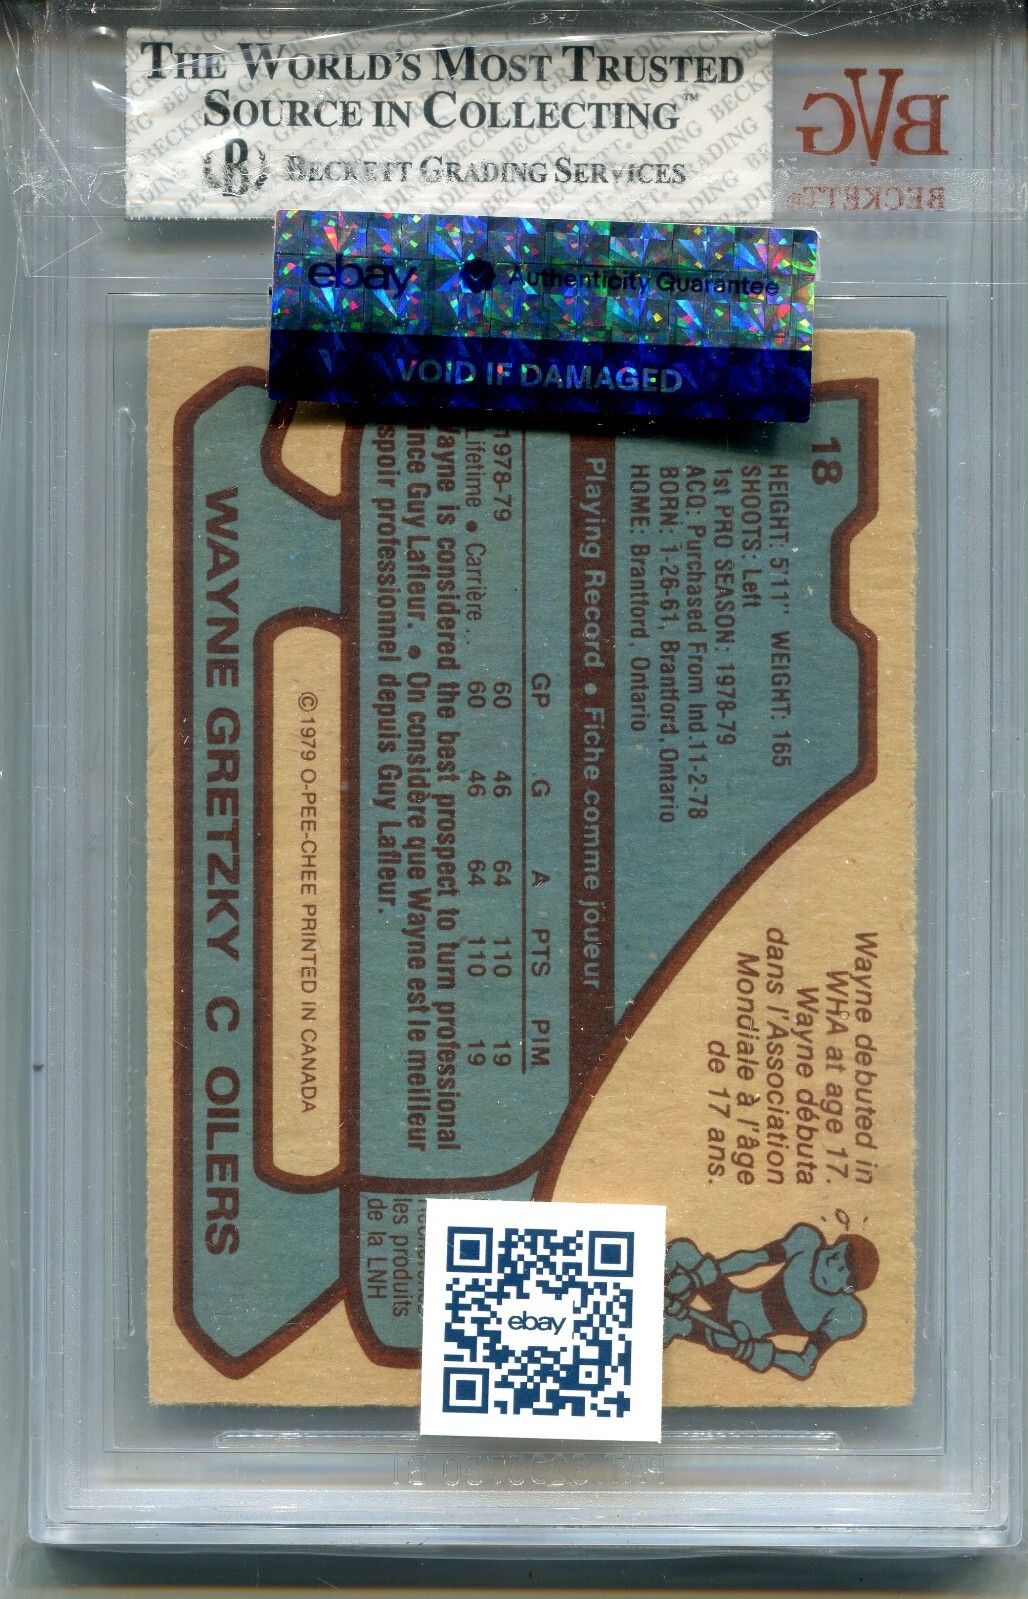 THE WORLD'S MOST TRUSTED
SOURCE IN COLLECTING™
BECKETT GRADING SERVICES
BVG
BECKETT
ebay Authenticity Guarantee
VOID IF DAMAGED
18
HEIGHT: 5'11" WEIGHT: 165
SHOOTS: Left
1st PRO SEASON: 1978-79
ACQ: Purchased From Ind. 11-2-78
BORN: 1-26-61, Brantford, Ontario
HOME: Brantford, Ontario
Wayne debuted in
WHA at age 17.
Wayne débuta
dans l'Association
Mondiale à l'âge
de 17 ans.
Playing Record • Fiche comme joueur
GP G A PTS PIM
1978-79 60 46 64 110 19
Lifetime • Carrière .. 60 46 64 110 19
Wayne is considered the best prospect to turn professional
since Guy Lafleur. • On considère que Wayne est le meilleur
espoir professionnel depuis Guy Lafleur.
les produits
de la LNH
© 1979 O-PEE-CHEE PRINTED IN CANADA
WAYNE GRETZKY C OILERS
ebay